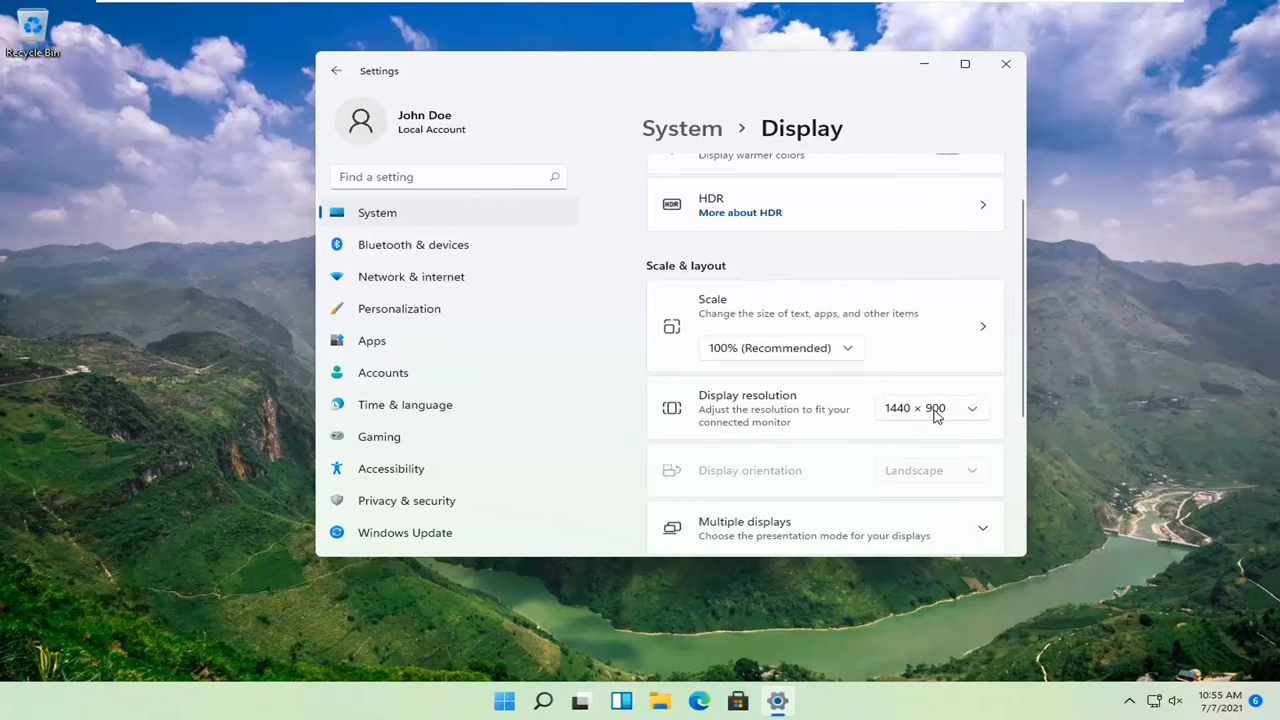 Recycle Bin
Settings
John Doe
Local Account
Find a setting
System
Bluetooth & devices
Network & internet
Personalization
Apps
Accounts
Time & language
Gaming
Accessibility
Privacy & security
Windows Update
System > Display
Display warmer colors
HDR
HDR
More about HDR
Scale & layout
Scale
Change the size of text, apps, and other items
100% (Recommended)
Display resolution
Adjust the resolution to fit your
connected monitor
1440 × 900
Display orientation
Landscape
Multiple displays
Choose the presentation mode for your displays
10:55 AM
7/7/2021
6